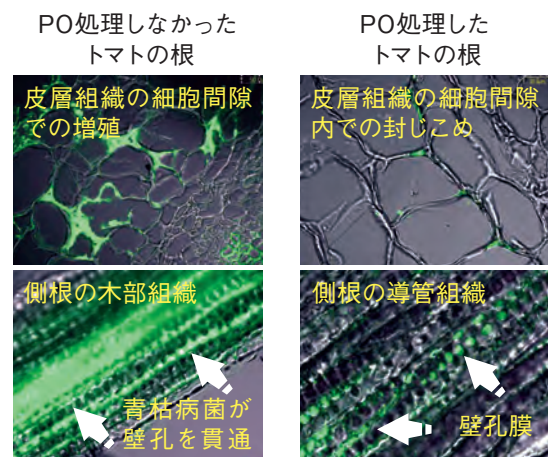 PO処理しなかった
トマトの根
PO処理した
トマトの根
皮層組織の細胞間隙
での増殖
皮層組織の細胞間隙
内での封じこめ
側根の木部組織
青枯病菌が
壁孔を貫通
側根の導管組織
壁孔膜